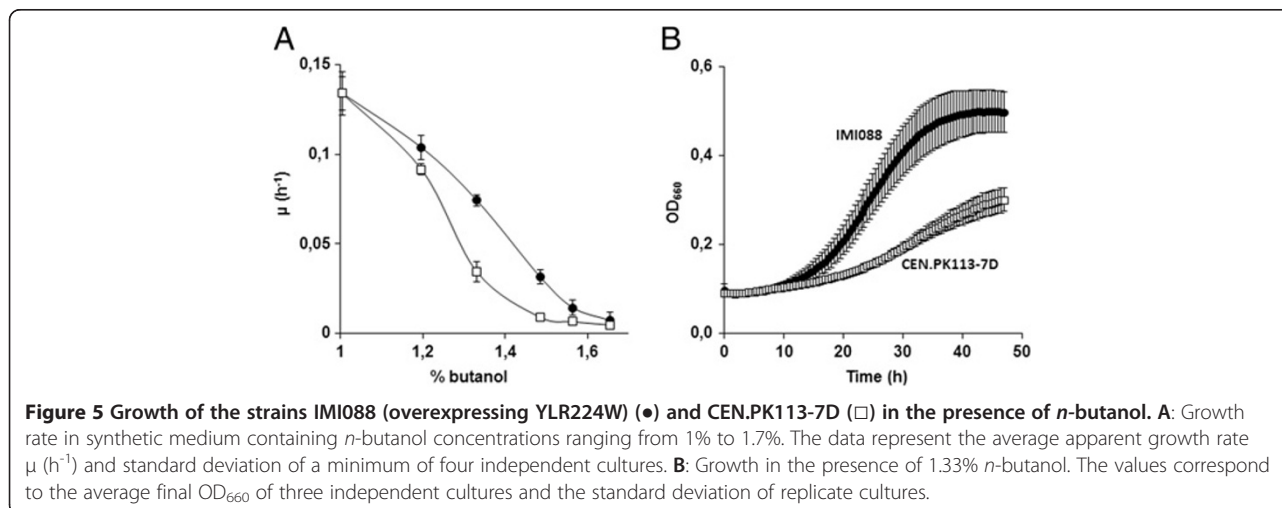 A
B
0,15
0,1
0,05
0
µ (h⁻¹)
1
1,2
1,4
1,6
% butanol
0,6
0,4
0,2
0,0
OD₆₆₀
IMI088
CEN.PK113-7D
0
10
20
30
40
50
Time (h)
Figure 5 Growth of the strains IMI088 (overexpressing YLR224W) (●) and CEN.PK113-7D (□) in the presence of n-butanol. A: Growth
rate in synthetic medium containing n-butanol concentrations ranging from 1% to 1.7%. The data represent the average apparent growth rate
µ (h⁻¹) and standard deviation of a minimum of four independent cultures. B: Growth in the presence of 1.33% n-butanol. The values correspond
to the average final OD₆₆₀ of three independent cultures and the standard deviation of replicate cultures.